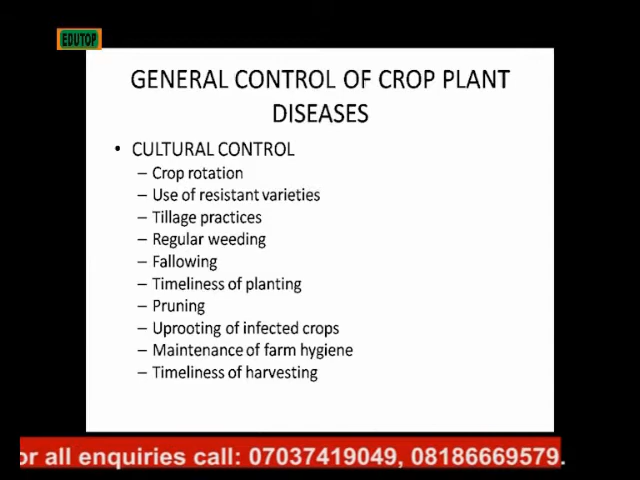 EDUTOP
GENERAL CONTROL OF CROP PLANT
DISEASES
• CULTURAL CONTROL
– Crop rotation
– Use of resistant varieties
– Tillage practices
– Regular weeding
– Fallowing
– Timeliness of planting
– Pruning
– Uprooting of infected crops
– Maintenance of farm hygiene
– Timeliness of harvesting
or all enquiries call: 07037419049, 08186669579.